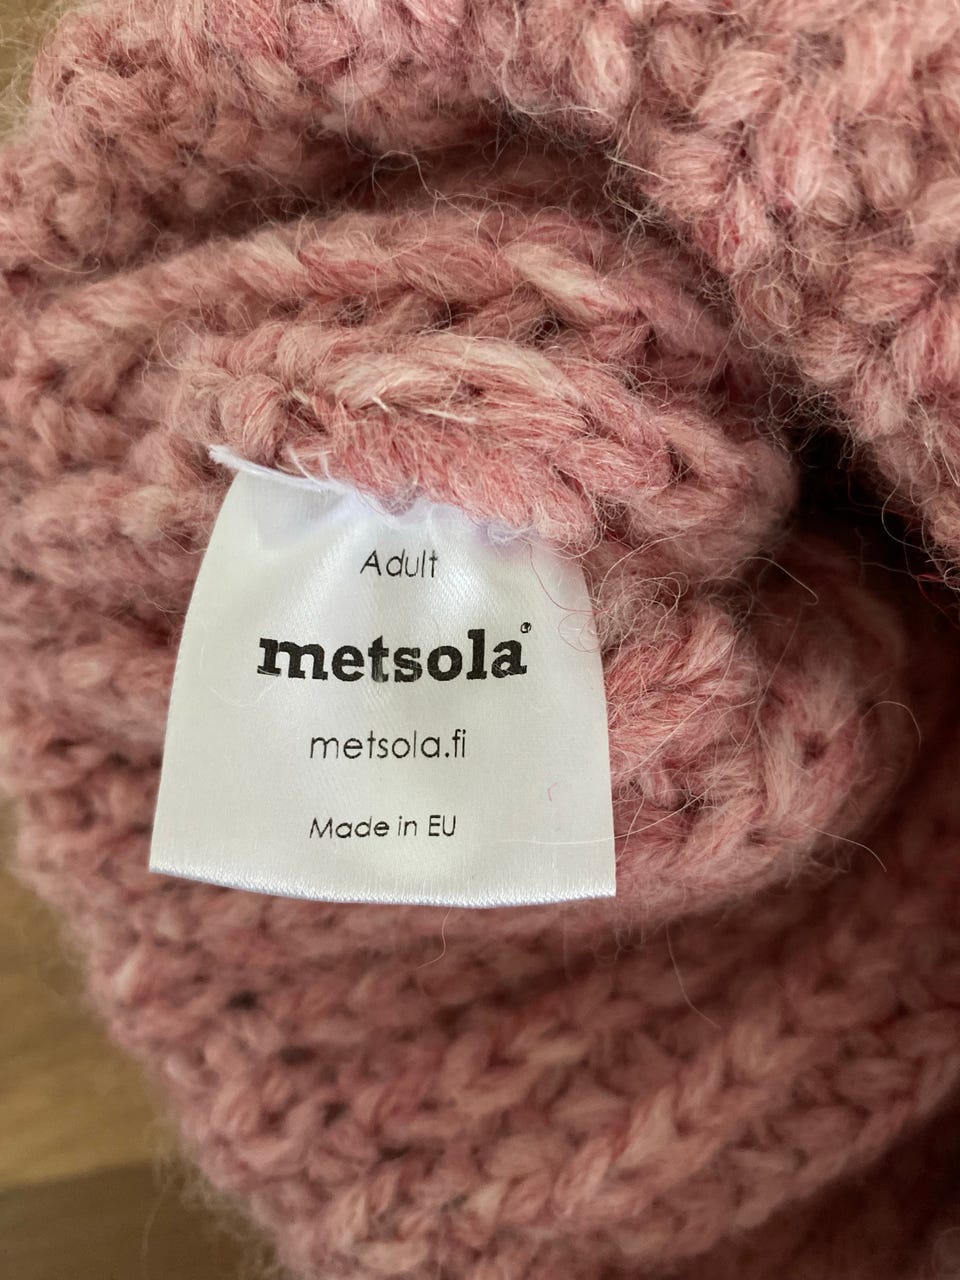 Adult
metsola
metsola.fi
Made in EU